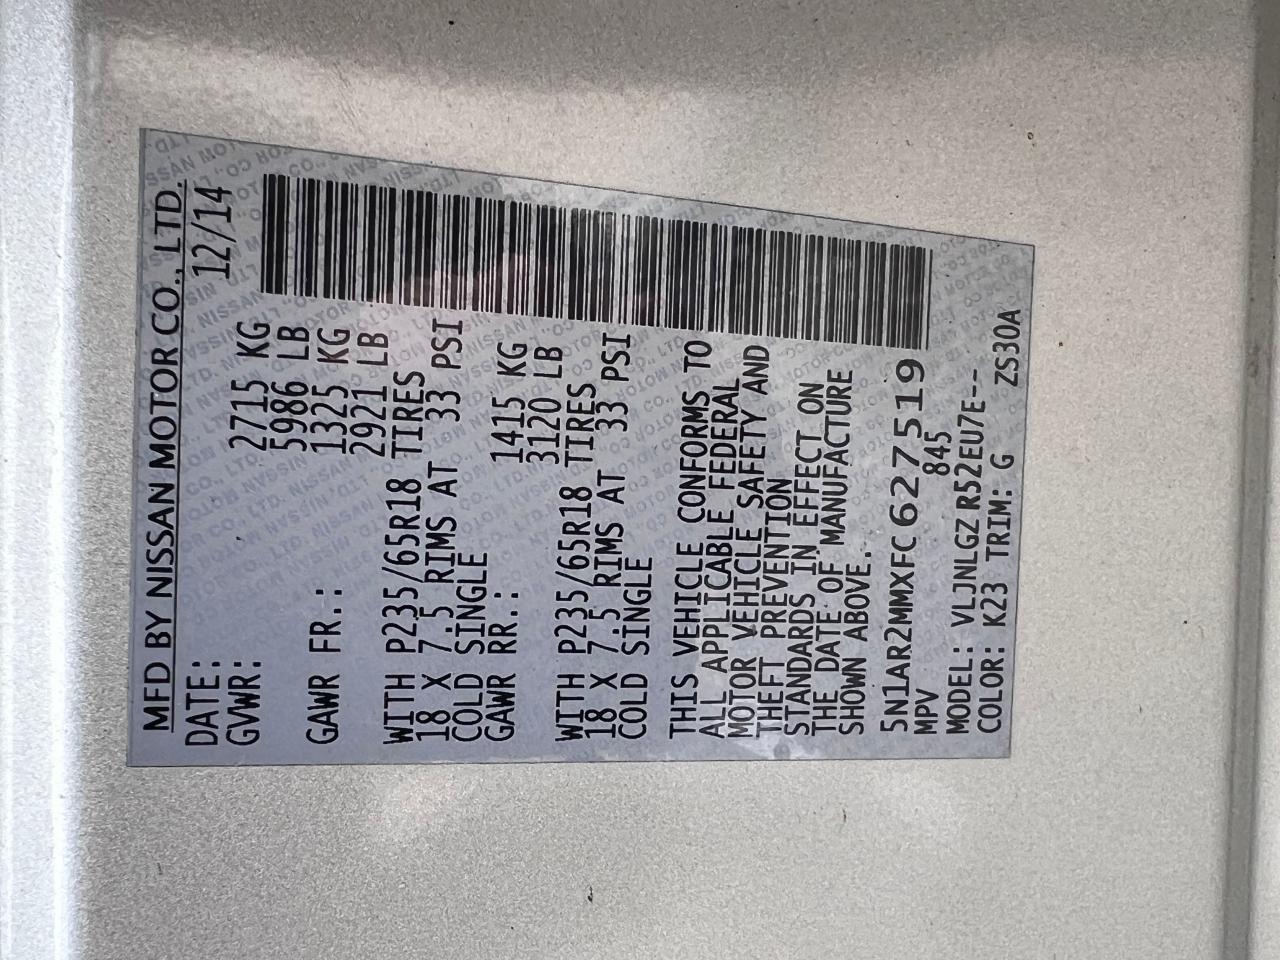 MFD BY NISSAN MOTOR CO., LTD.
DATE: 12/14
GVWR: 2715 KG
5986 LB
GAWR FR.: 1325 KG
2921 LB
WITH P235/65R18 TIRES
18 X 7.5 RIMS AT 33 PSI
COLD SINGLE
GAWR RR.: 1415 KG
3120 LB
WITH P235/65R18 TIRES
18 X 7.5 RIMS AT 33 PSI
COLD SINGLE
THIS VEHICLE CONFORMS TO
ALL APPLICABLE FEDERAL
MOTOR VEHICLE SAFETY AND
THEFT PREVENTION
STANDARDS IN EFFECT ON
THE DATE OF MANUFACTURE
SHOWN ABOVE.
5N1AR2MMXFC627519
MPV 845
MODEL: VLJNLGZ R52EU7E---
COLOR: K23 TRIM: G ZS30A